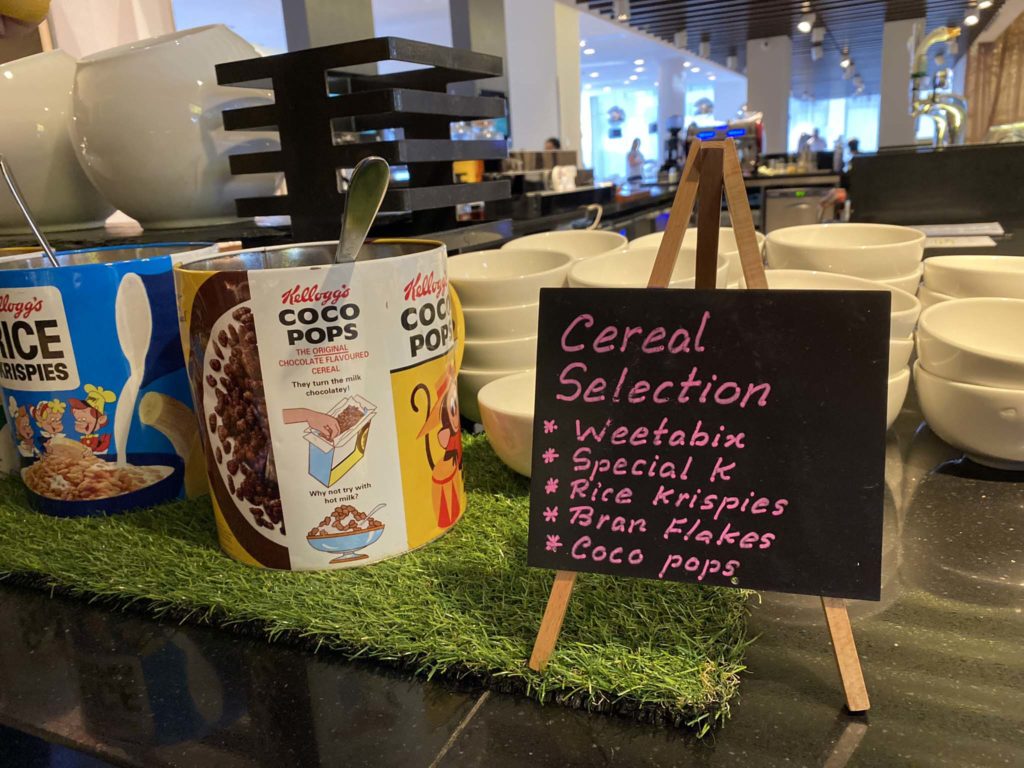 Kellogg's
RICE
KRISPIES
Kellogg's
COCO
POPS
THE ORIGINAL
CHOCOLATE FLAVOURED
CEREAL
They turn the milk
chocolatey!
Why not try with
hot milk?
Kellogg's
COCO
POPS
Cereal
Selection
* Weetabix
* Special K
* Rice Krispies
* Bran Flakes
* Coco pops